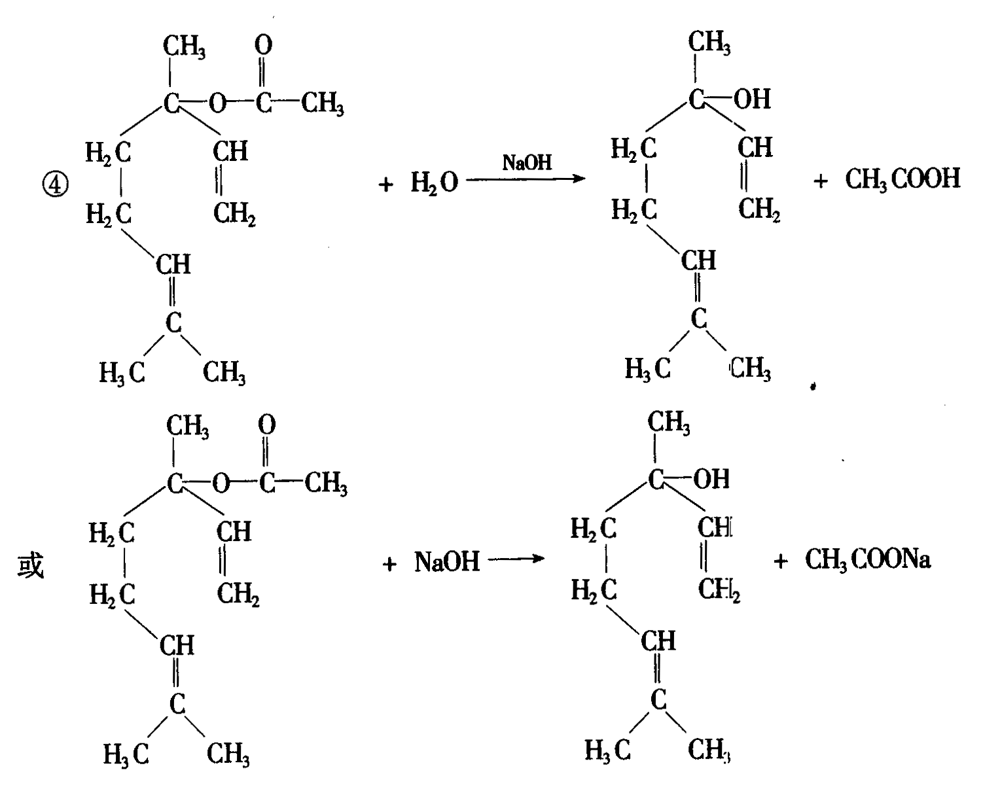 CH₃ O CH₃
C—O—C—CH₃ C—OH
H₂C CH H₂C CH
④ + H₂O NaOH + CH₃COOH
H₂C CH₂ H₂C CH₂
CH CH
C C
H₃C CH₃ H₃C CH₃
CH₃ O CH₃
C—O—C—CH₃ C—OH
H₂C CH H₂C CH
或 + NaOH + CH₃COONa
H₂C CH₂ H₂C CH₂
CH CH
C C
H₃C CH₃ H₃C CH₃